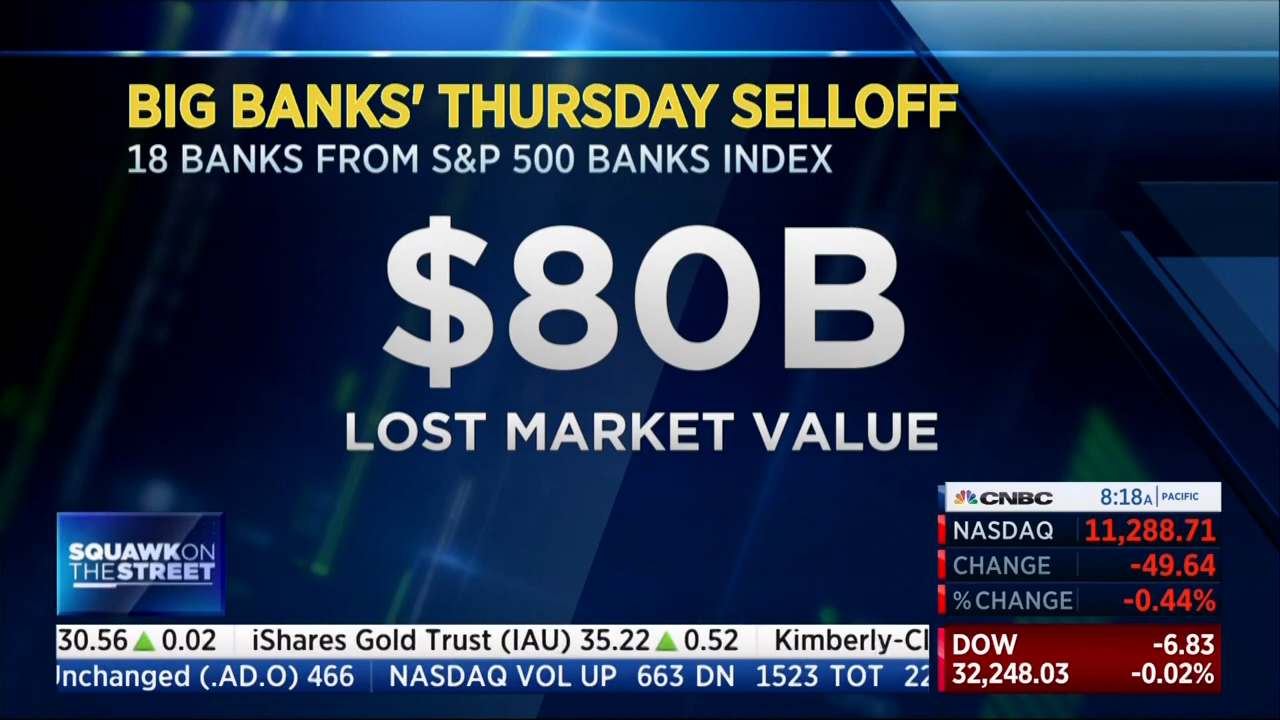 BIG BANKS' THURSDAY SELLOFF
18 BANKS FROM S&P 500 BANKS INDEX
$80B
LOST MARKET VALUE
CNBC 8:18A PACIFIC
NASDAQ 11,288.71
CHANGE -49.64
% CHANGE -0.44%
DOW -6.83
32,248.03 -0.02%
SQUAWK ON
THE STREET
30.56 ▲ 0.02 iShares Gold Trust (IAU) 35.22 ▲ 0.52 Kimberly-Cl
nchanged (.AD.O) 466 NASDAQ VOL UP 663 DN 1523 TOT 22